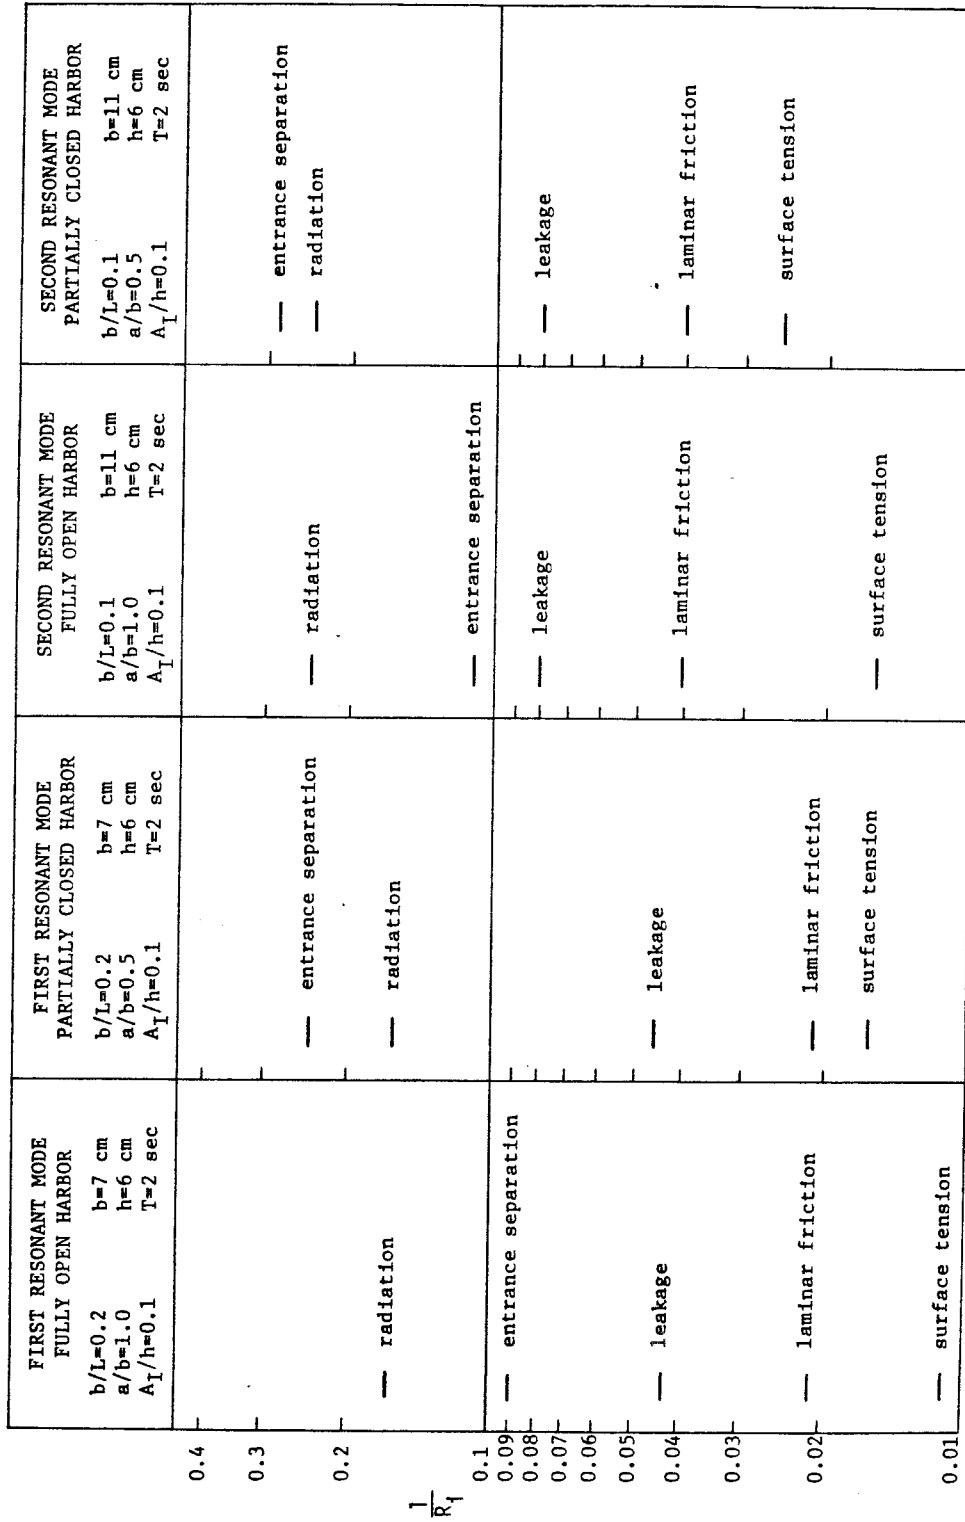 FIRST RESONANT MODE
FULLY OPEN HARBOR
b/L=0.2 b=7 cm
a/b=1.0 h=6 cm
A_I/h=0.1 T=2 sec
FIRST RESONANT MODE
PARTIALLY CLOSED HARBOR
b/L=0.2 b=7 cm
a/b=0.5 h=6 cm
A_I/h=0.1 T=2 sec
SECOND RESONANT MODE
FULLY OPEN HARBOR
b/L=0.1 b=11 cm
a/b=1.0 h=6 cm
A_I/h=0.1 T=2 sec
SECOND RESONANT MODE
PARTIALLY CLOSED HARBOR
b/L=0.1 b=11 cm
a/b=0.5 h=6 cm
A_I/h=0.1 T=2 sec
1/R_1
0.4
0.3
0.2
0.1
0.09
0.08
0.07
0.06
0.05
0.04
0.03
0.02
0.01
radiation
entrance separation
leakage
laminar friction
surface tension
entrance separation
radiation
leakage
laminar friction
surface tension
radiation
entrance separation
leakage
laminar friction
surface tension
entrance separation
radiation
leakage
laminar friction
surface tension